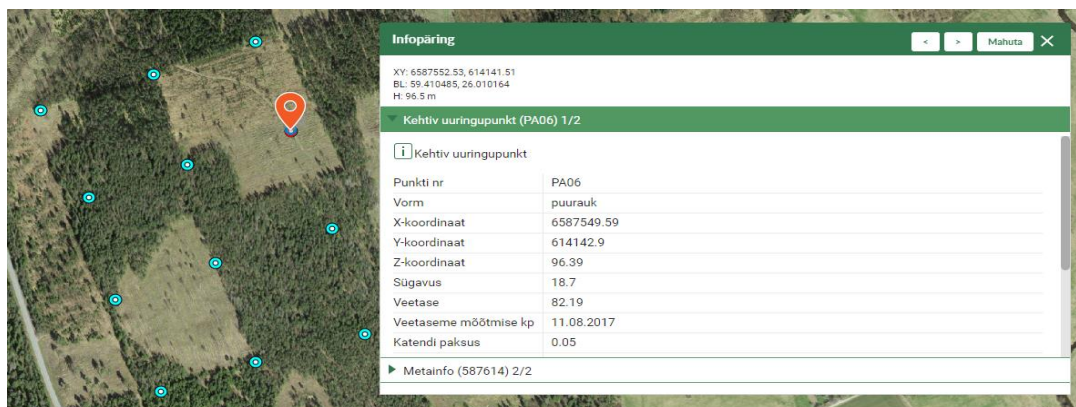 Infopäring
< > Mahuta ✕
XY: 6587552.53, 614141.51
BL: 59.410485, 26.010164
H: 96.5 m
Kehtiv uuringupunkt (PA06) 1/2
i Kehtiv uuringupunkt
Punkti nr PA06
Vorm puurauk
X-koordinaat 6587549.59
Y-koordinaat 614142.9
Z-koordinaat 96.39
Sügavus 18.7
Veetase 82.19
Veetaseme mõõtmise kp 11.08.2017
Katendi paksus 0.05
Metainfo (587614) 2/2